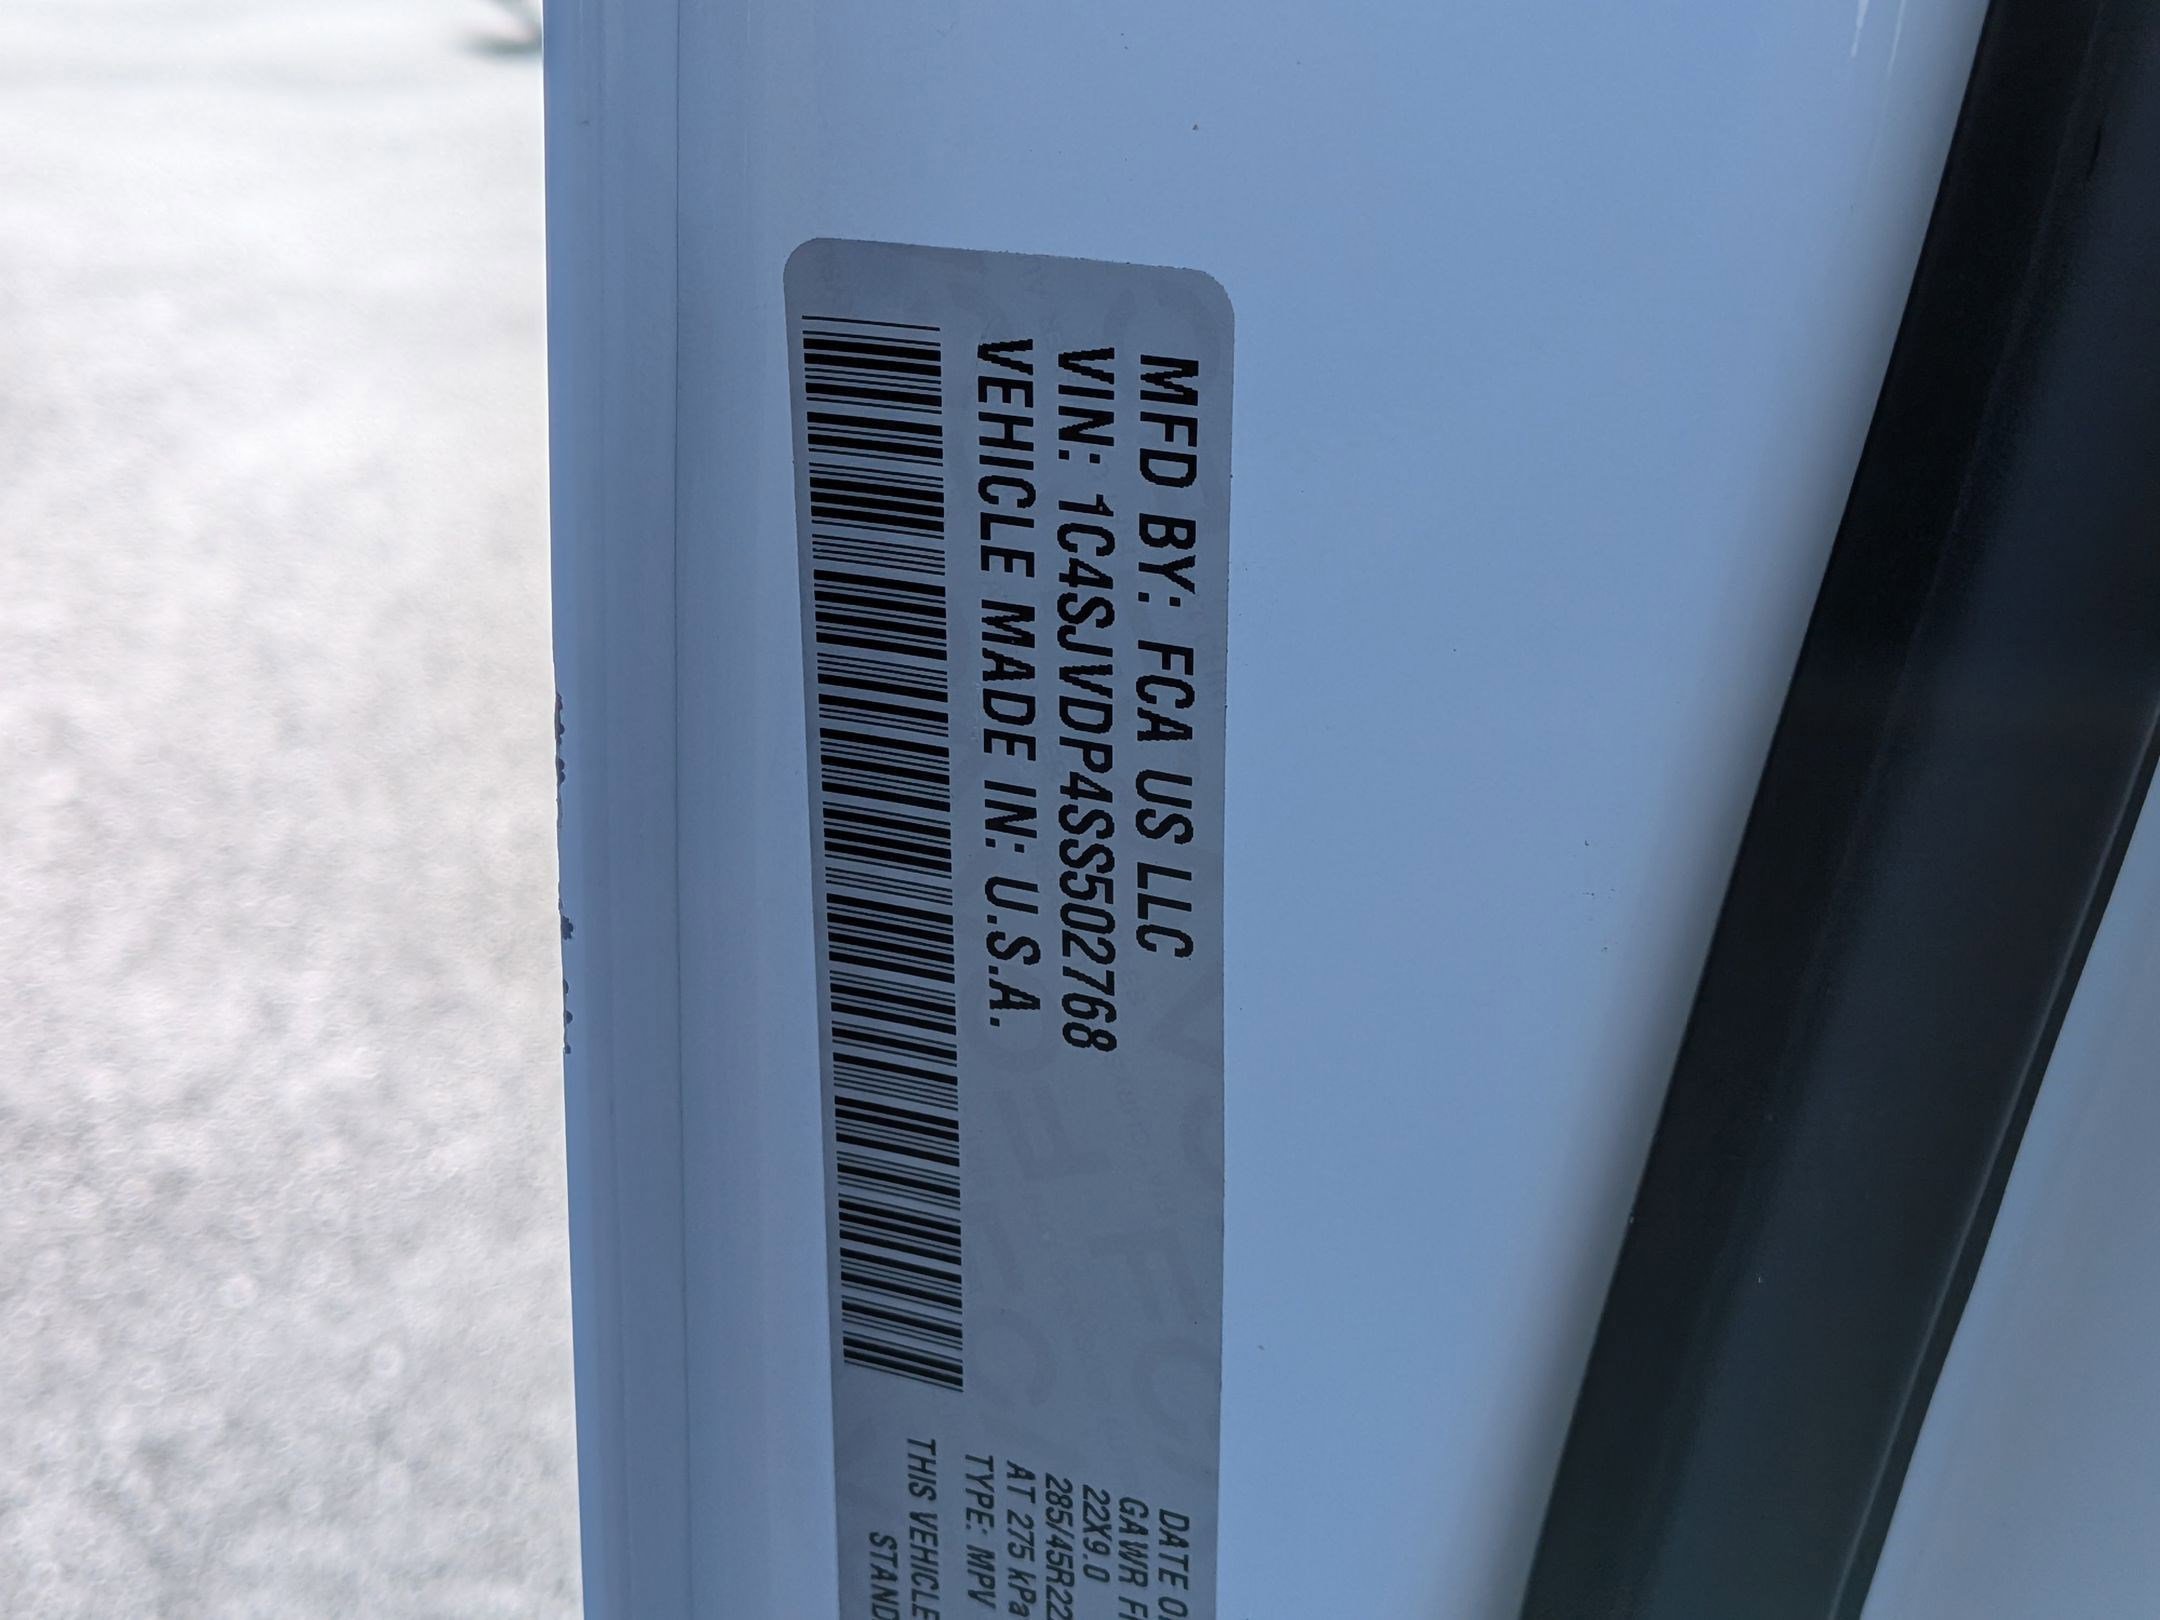 MFD BY: FCA US LLC
VIN: 1C4SJVDP4SS502768
VEHICLE MADE IN: U.S.A.
DATE
GAWR
22X9.0
285/45R22
AT 275 kPa
TYPE: MPV
THIS VEHICLE